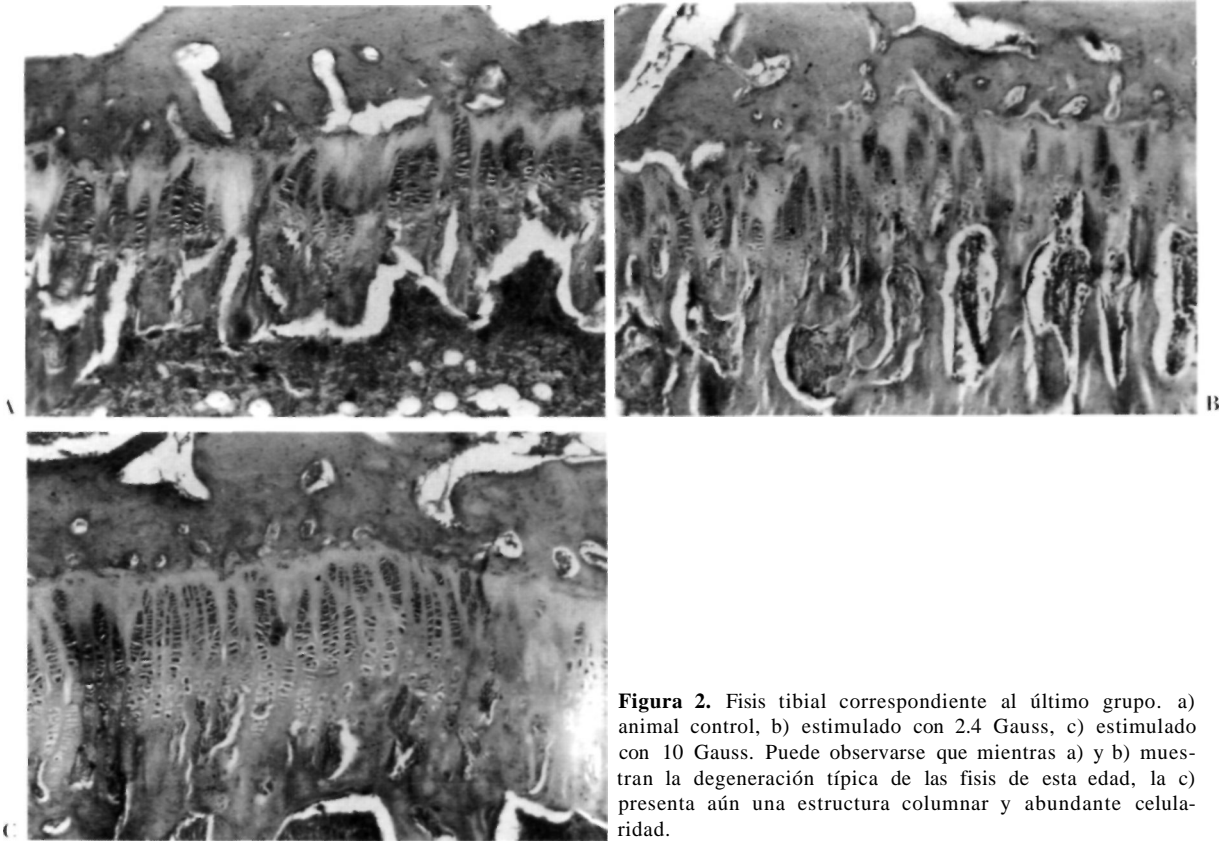 A
B
C
Figura 2. Fisis tibial correspondiente al último grupo. a)
animal control, b) estimulado con 2.4 Gauss, c) estimulado
con 10 Gauss. Puede observarse que mientras a) y b) mues-
tran la degeneración típica de las fisis de esta edad, la c)
presenta aún una estructura columnar y abundante celula-
ridad.